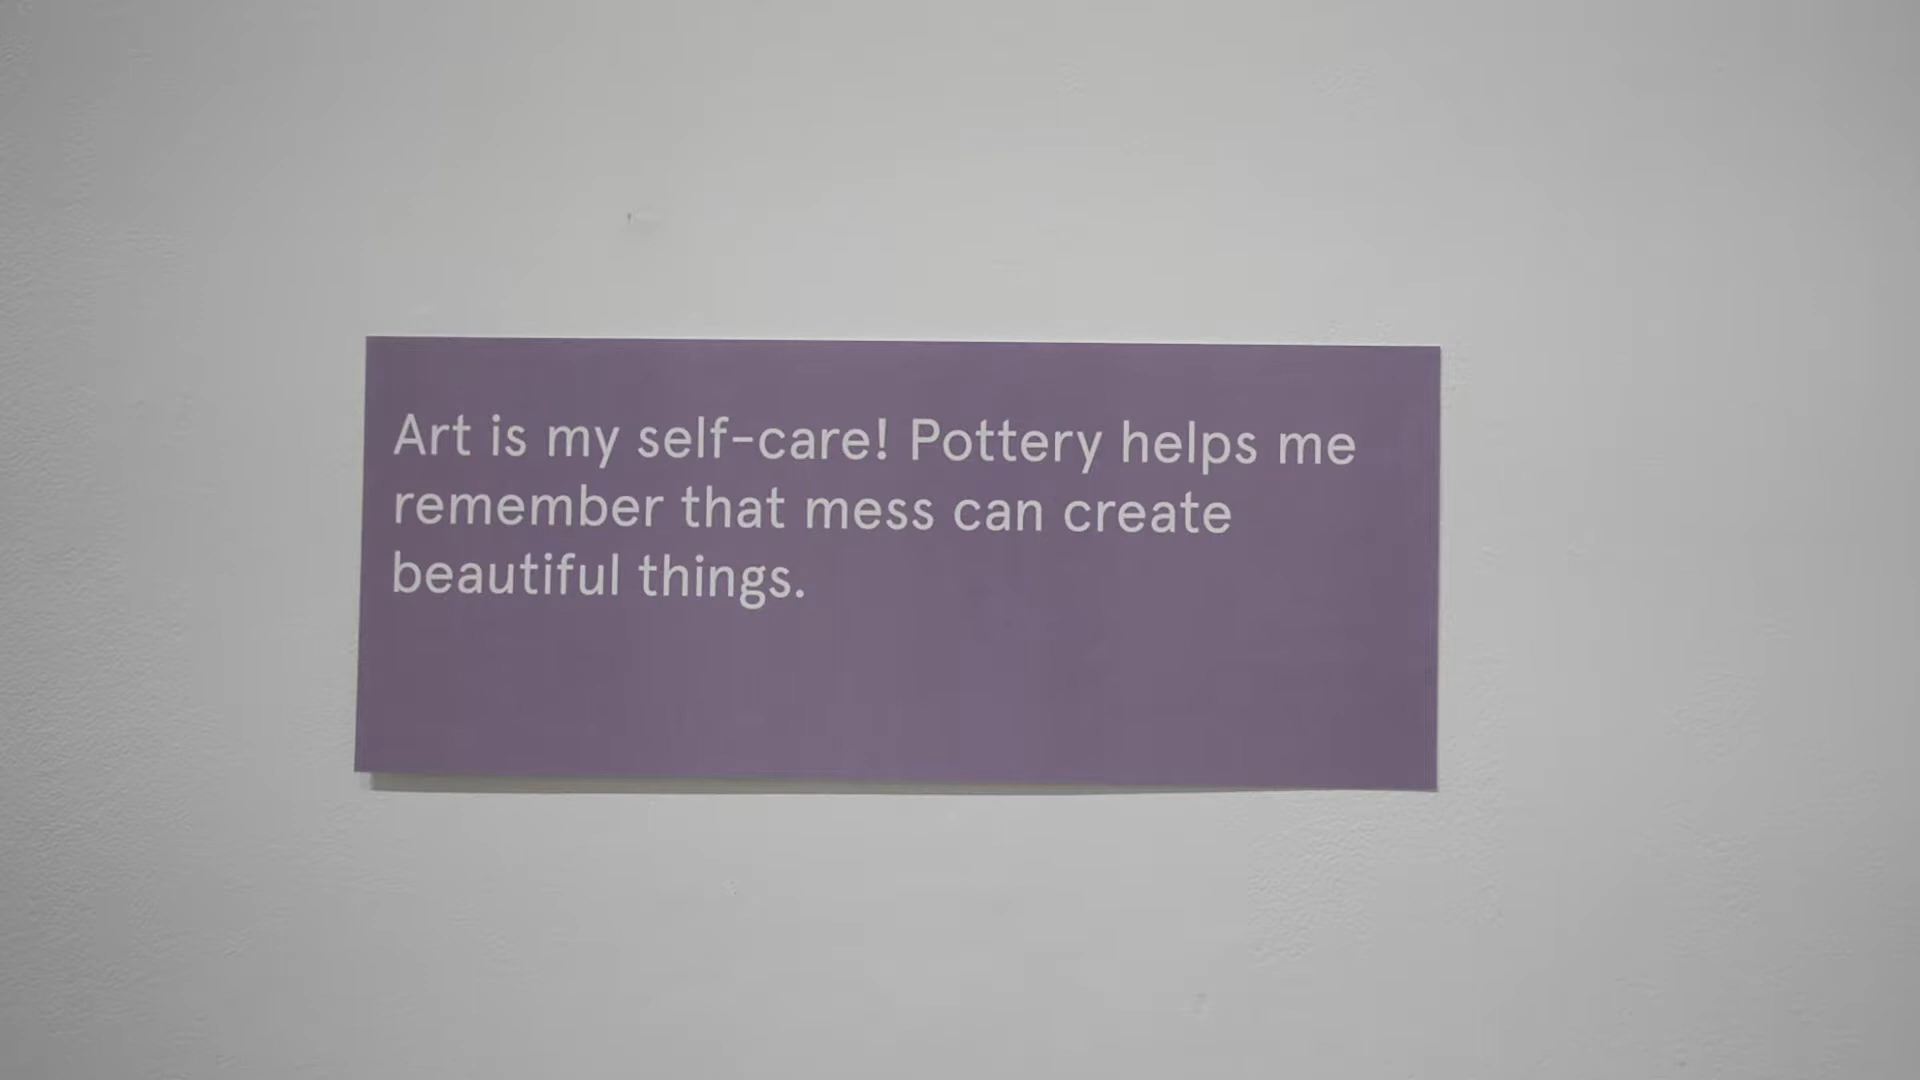 Art is my self-care! Pottery helps me
remember that mess can create
beautiful things.